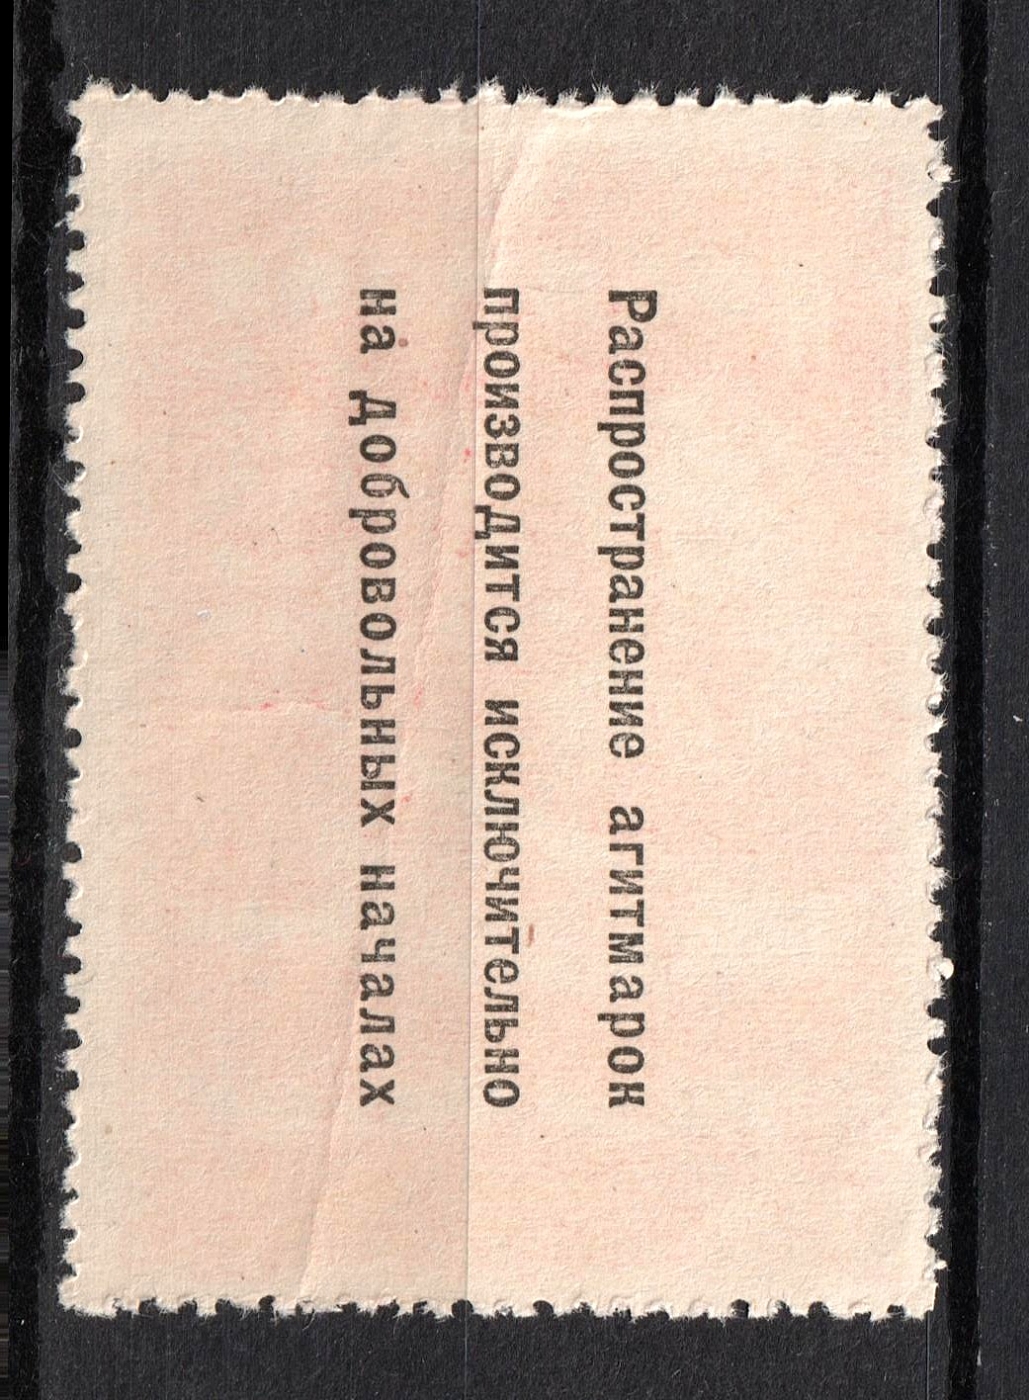 Распространение агитмарок
производится исключительно
на добровольных началах